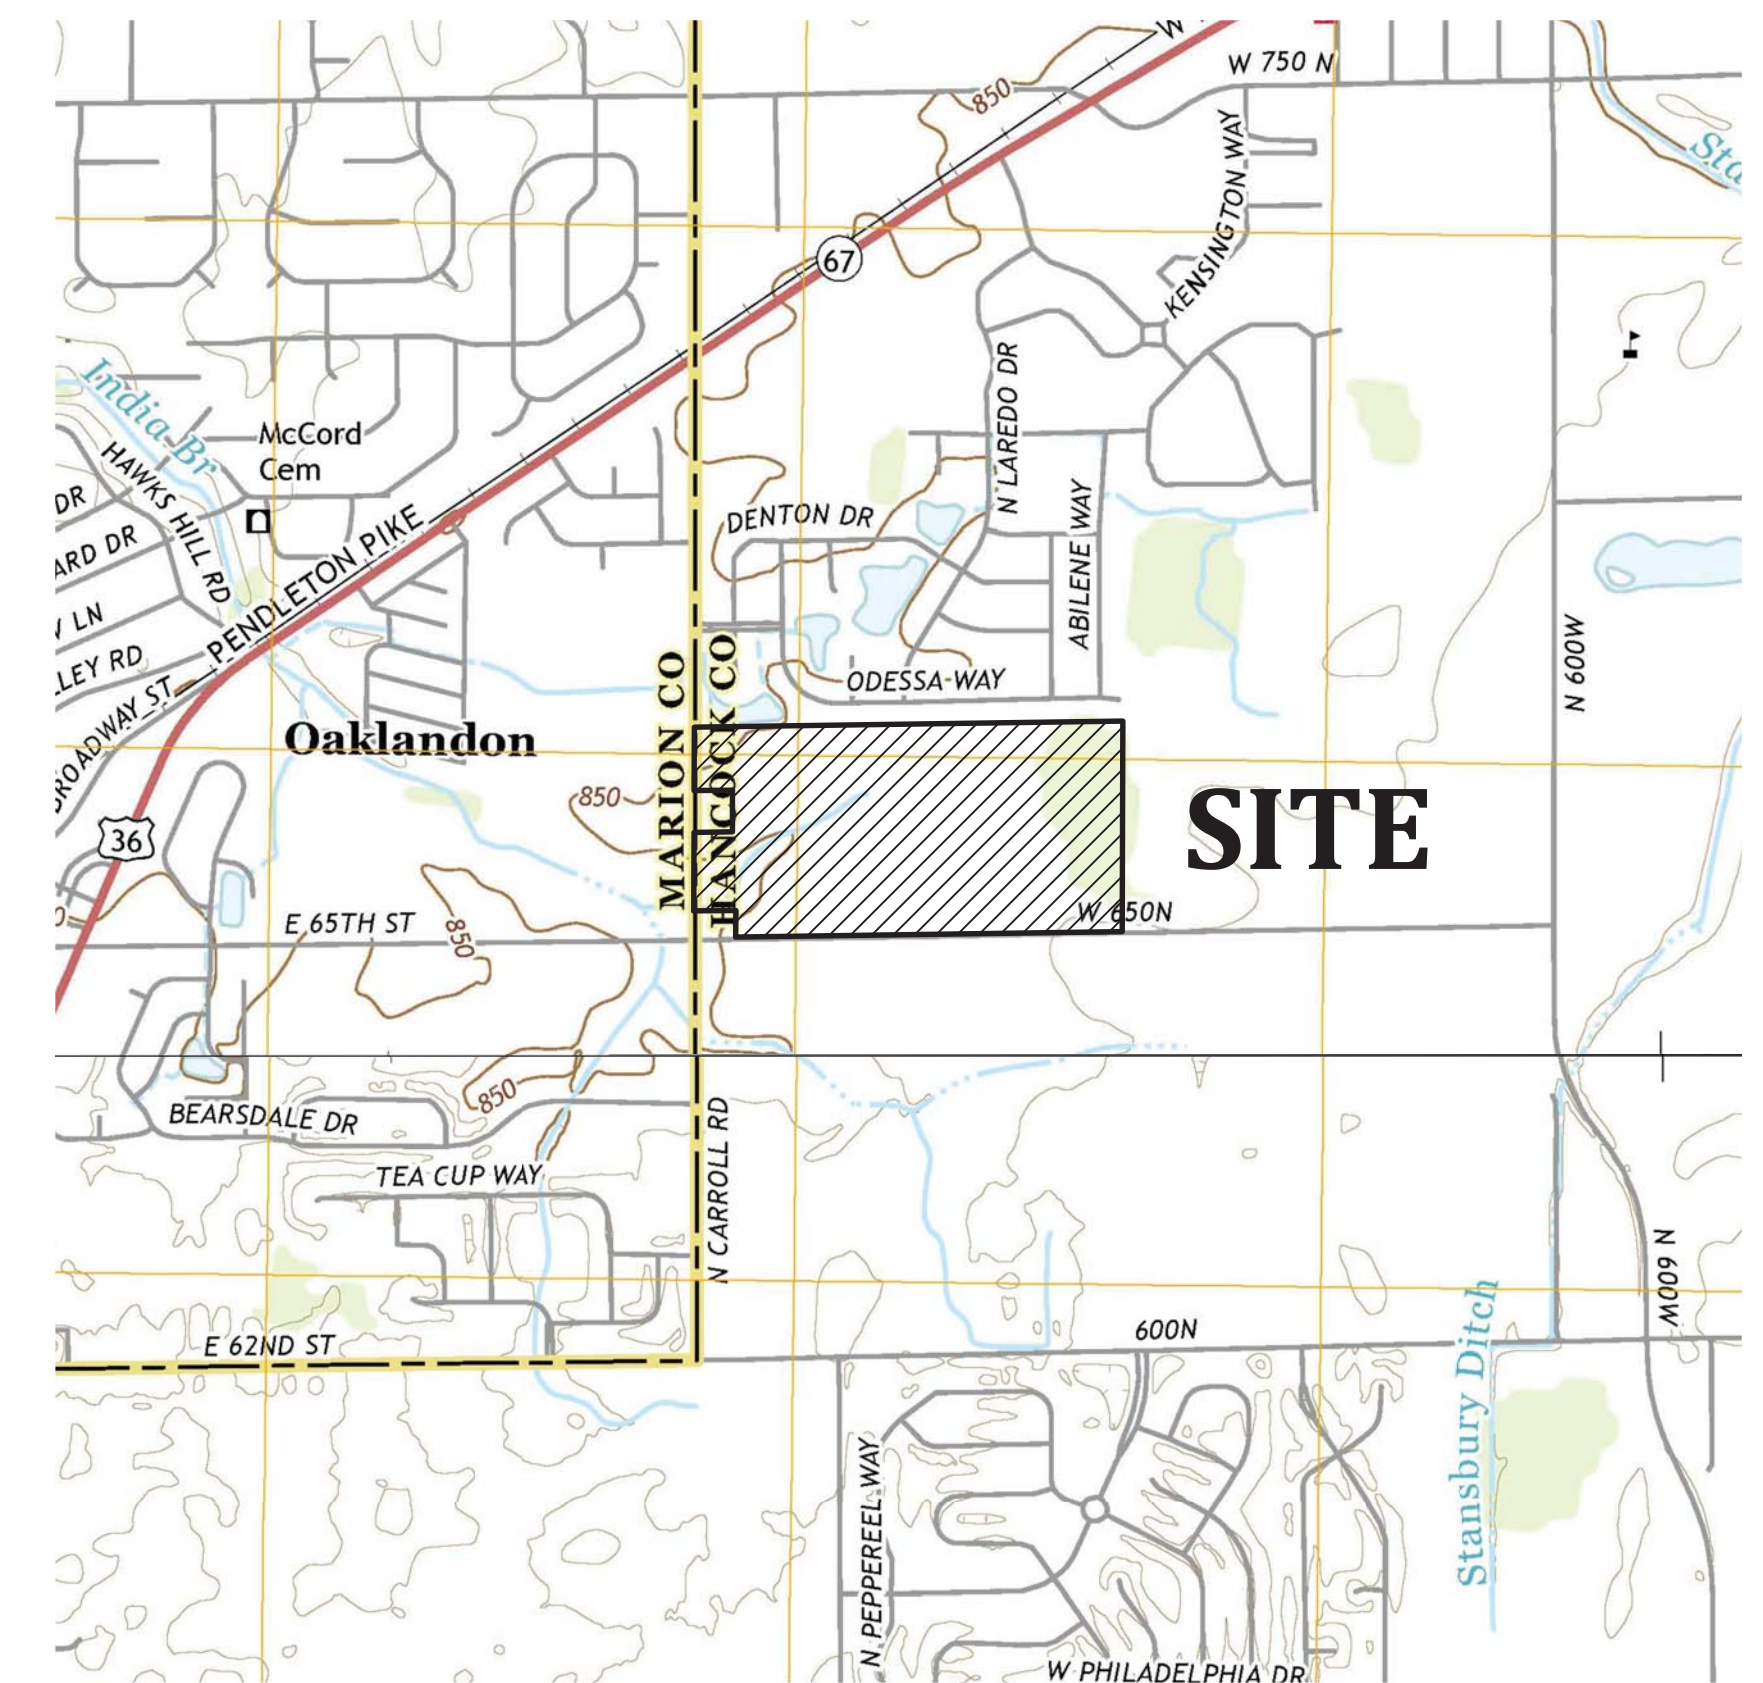 W
W 750 N
850
Sta
KENSINGTON WAY
67
India Br
McCord
Cem
HAWKS HILL RD
N LAREDO DR
DR
DENTON DR
ABILENE WAY
ARD DR
PENDLETON PIKE
LN
N 600W
LLEY RD
ODESSA WAY
BROADWAY ST
MARION CO
HANCOCK CO
Oaklandon
850
SITE
36
W 650N
E 65TH ST
850
0
850
BEARSDALE DR
N CARROLL RD
TEA CUP WAY
N 600W
600N
E 62ND ST
Stansbury Ditch
N PEPPEREEL WAY
W PHILADELPHIA DR